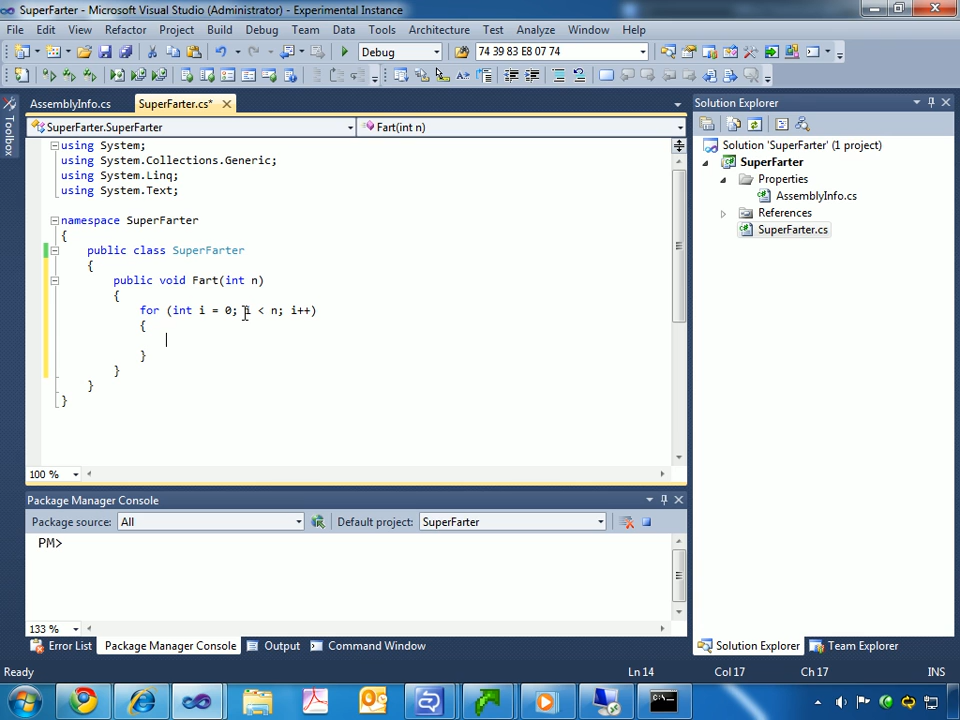 SuperFarter - Microsoft Visual Studio (Administrator) - Experimental Instance
File Edit View Refactor Project Build Debug Team Data Tools Architecture Test Analyze Window Help
Debug 74 39 83 E8 07 74
AssemblyInfo.cs SuperFarter.cs*
Toolbox
SuperFarter.SuperFarter Fart(int n)
using System;
using System.Collections.Generic;
using System.Linq;
using System.Text;
namespace SuperFarter
{
public class SuperFarter
{
public void Fart(int n)
{
for (int i = 0; i < n; i++)
{
}
}
}
}
100 %
Package Manager Console
Package source: All Default project: SuperFarter
PM>
133 %
Error List Package Manager Console Output Command Window
Solution Explorer
Solution 'SuperFarter' (1 project)
SuperFarter
Properties
AssemblyInfo.cs
References
SuperFarter.cs
Solution Explorer Team Explorer
Ready Ln 14 Col 17 Ch 17 INS